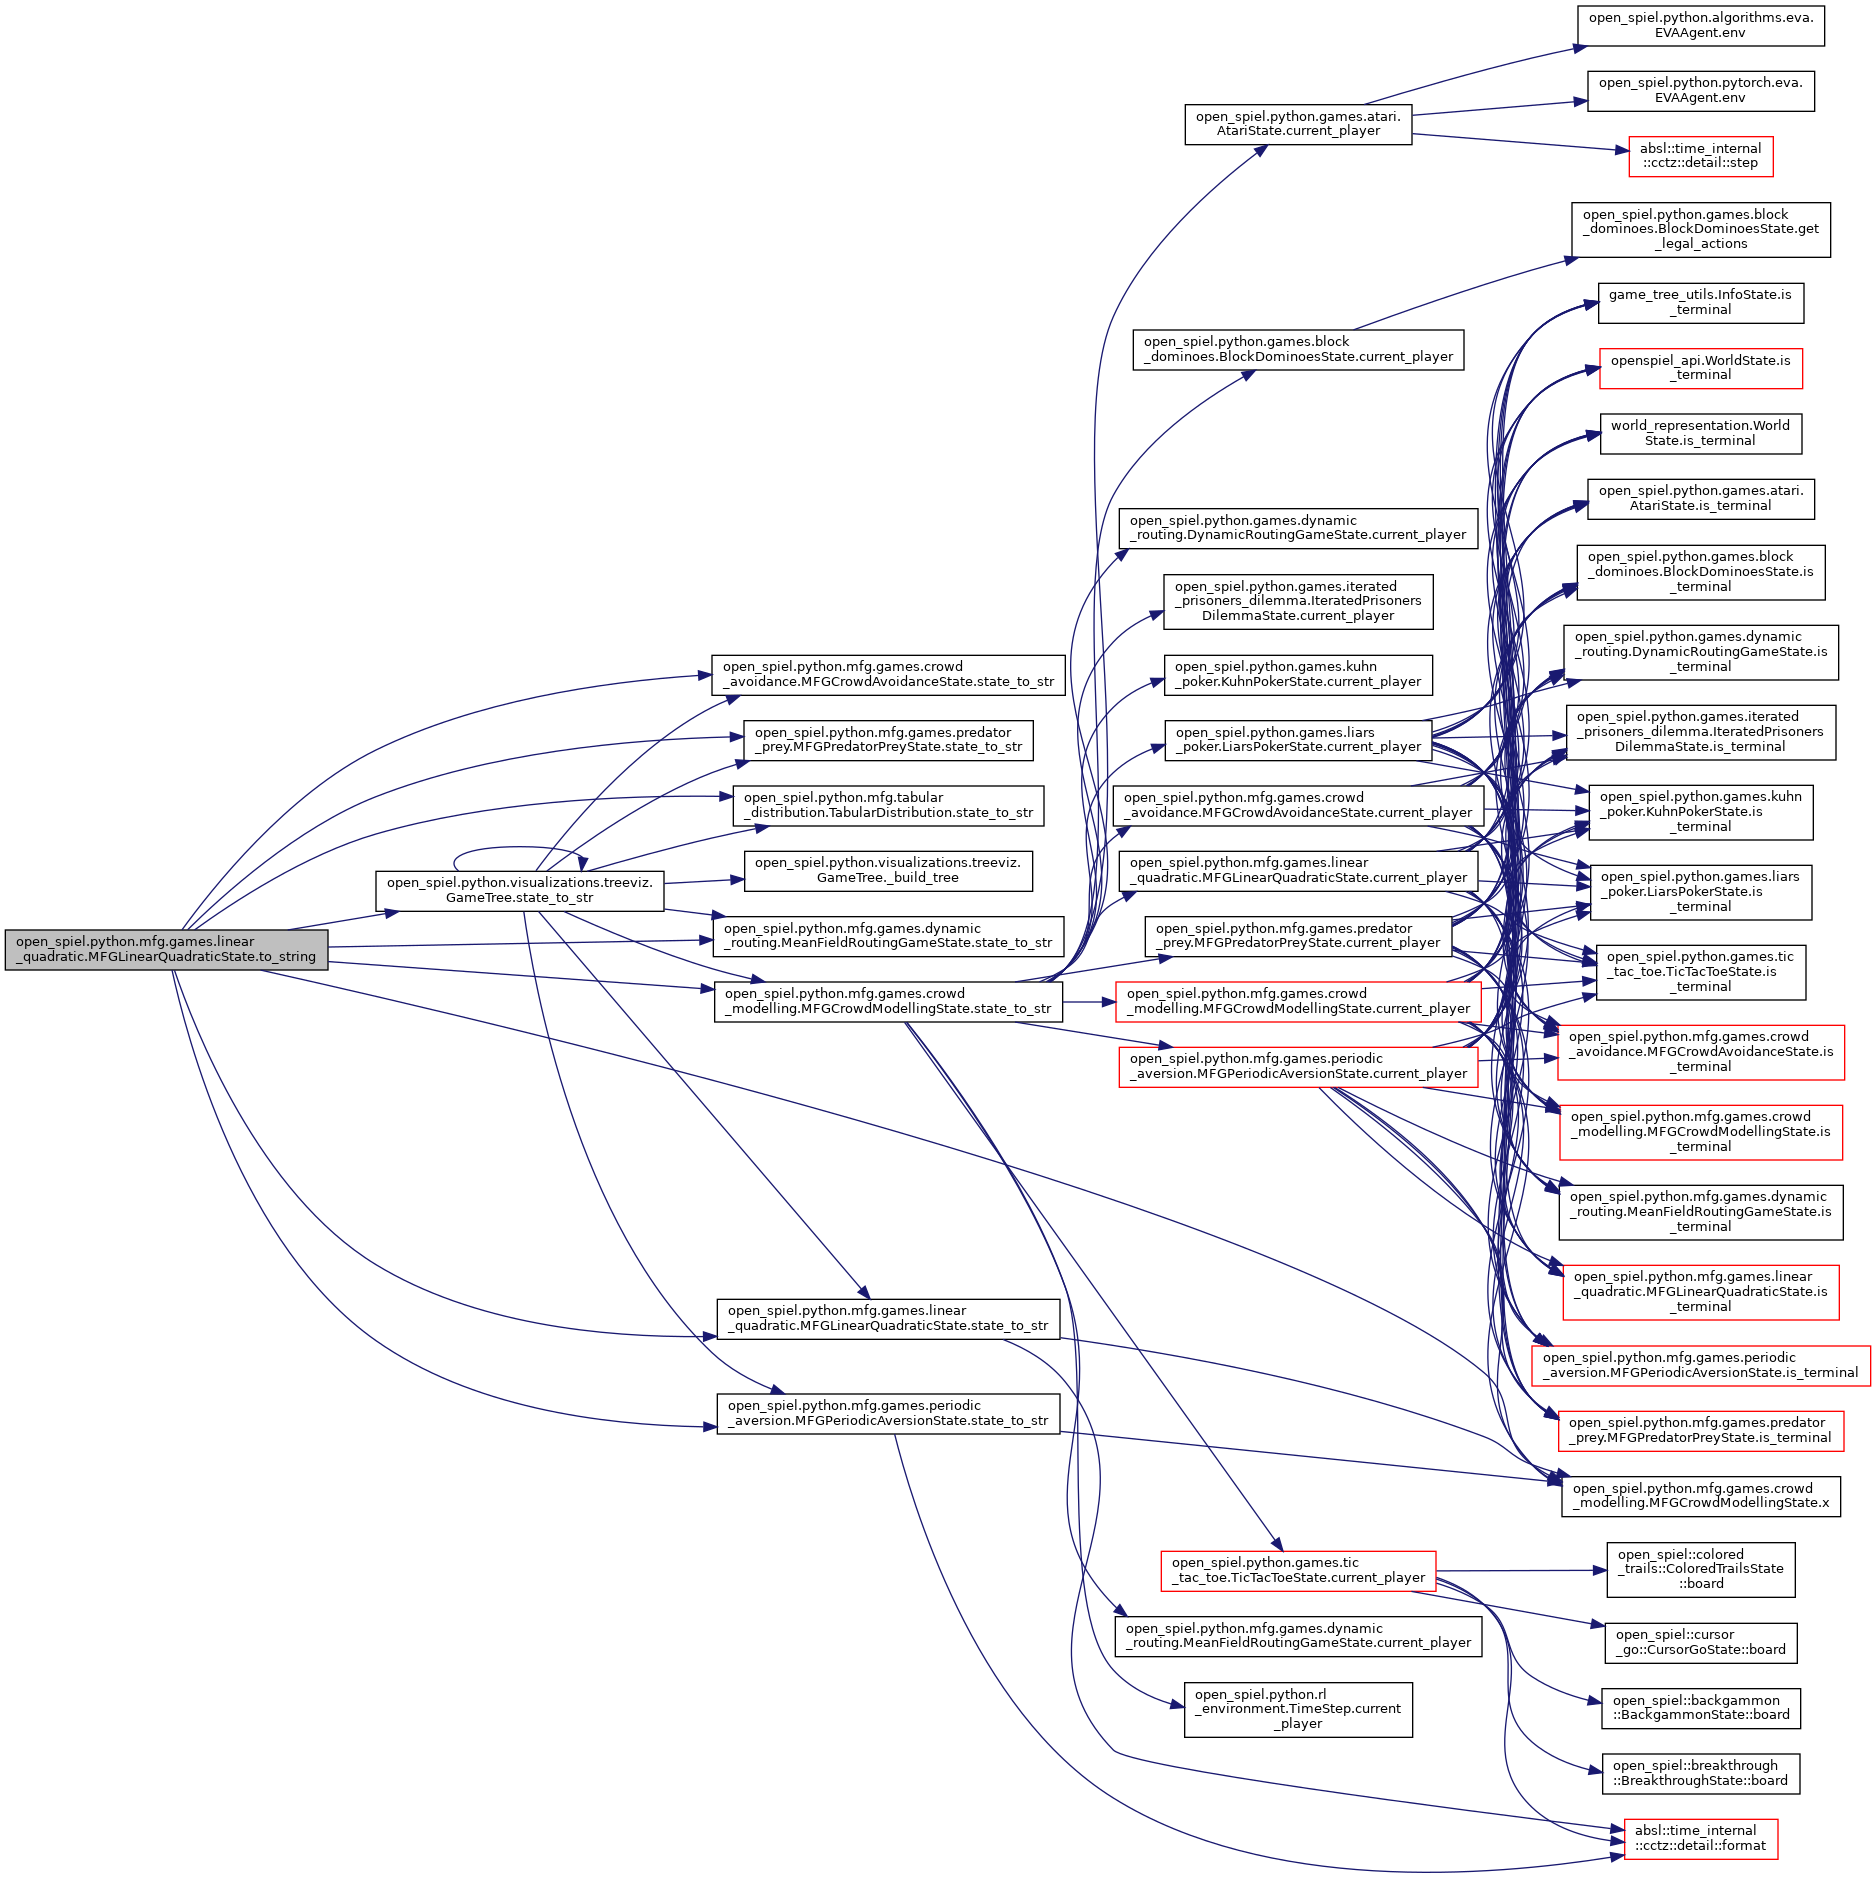 open_spiel.python.mfg.games.linear
_quadratic.MFGLinearQuadraticState.to_string
open_spiel.python.visualizations.treeviz.
GameTree.state_to_str
open_spiel.python.mfg.games.crowd
_avoidance.MFGCrowdAvoidanceState.state_to_str
open_spiel.python.mfg.games.predator
_prey.MFGPredatorPreyState.state_to_str
open_spiel.python.mfg.tabular
_distribution.TabularDistribution.state_to_str
open_spiel.python.visualizations.treeviz.
GameTree._build_tree
open_spiel.python.mfg.games.dynamic
_routing.MeanFieldRoutingGameState.state_to_str
open_spiel.python.mfg.games.crowd
_modelling.MFGCrowdModellingState.state_to_str
open_spiel.python.mfg.games.linear
_quadratic.MFGLinearQuadraticState.state_to_str
open_spiel.python.mfg.games.periodic
_aversion.MFGPeriodicAversionState.state_to_str
open_spiel.python.games.atari.
AtariState.current_player
open_spiel.python.games.block
_dominoes.BlockDominoesState.current_player
open_spiel.python.games.dynamic
_routing.DynamicRoutingGameState.current_player
open_spiel.python.games.iterated
_prisoners_dilemma.IteratedPrisoners
DilemmaState.current_player
open_spiel.python.games.kuhn
_poker.KuhnPokerState.current_player
open_spiel.python.games.liars
_poker.LiarsPokerState.current_player
open_spiel.python.mfg.games.crowd
_avoidance.MFGCrowdAvoidanceState.current_player
open_spiel.python.mfg.games.linear
_quadratic.MFGLinearQuadraticState.current_player
open_spiel.python.mfg.games.predator
_prey.MFGPredatorPreyState.current_player
open_spiel.python.mfg.games.crowd
_modelling.MFGCrowdModellingState.current_player
open_spiel.python.mfg.games.periodic
_aversion.MFGPeriodicAversionState.current_player
open_spiel.python.games.tic
_tac_toe.TicTacToeState.current_player
open_spiel.python.mfg.games.dynamic
_routing.MeanFieldRoutingGameState.current_player
open_spiel.python.rl
_environment.TimeStep.current
_player
open_spiel.python.algorithms.eva.
EVAAgent.env
open_spiel.python.pytorch.eva.
EVAAgent.env
absl::time_internal
::cctz::detail::step
open_spiel.python.games.block
_dominoes.BlockDominoesState.get
_legal_actions
game_tree_utils.InfoState.is
_terminal
openspiel_api.WorldState.is
_terminal
world_representation.World
State.is_terminal
open_spiel.python.games.atari.
AtariState.is_terminal
open_spiel.python.games.block
_dominoes.BlockDominoesState.is
_terminal
open_spiel.python.games.dynamic
_routing.DynamicRoutingGameState.is
_terminal
open_spiel.python.games.iterated
_prisoners_dilemma.IteratedPrisoners
DilemmaState.is_terminal
open_spiel.python.games.kuhn
_poker.KuhnPokerState.is
_terminal
open_spiel.python.games.liars
_poker.LiarsPokerState.is
_terminal
open_spiel.python.games.tic
_tac_toe.TicTacToeState.is
_terminal
open_spiel.python.mfg.games.crowd
_avoidance.MFGCrowdAvoidanceState.is
_terminal
open_spiel.python.mfg.games.crowd
_modelling.MFGCrowdModellingState.is
_terminal
open_spiel.python.mfg.games.dynamic
_routing.MeanFieldRoutingGameState.is
_terminal
open_spiel.python.mfg.games.linear
_quadratic.MFGLinearQuadraticState.is
_terminal
open_spiel.python.mfg.games.periodic
_aversion.MFGPeriodicAversionState.is_terminal
open_spiel.python.mfg.games.predator
_prey.MFGPredatorPreyState.is_terminal
open_spiel.python.mfg.games.crowd
_modelling.MFGCrowdModellingState.x
open_spiel::colored
_trails::ColoredTrailsState
::board
open_spiel::cursor
_go::CursorGoState::board
open_spiel::backgammon
::BackgammonState::board
open_spiel::breakthrough
::BreakthroughState::board
absl::time_internal
::cctz::detail::format